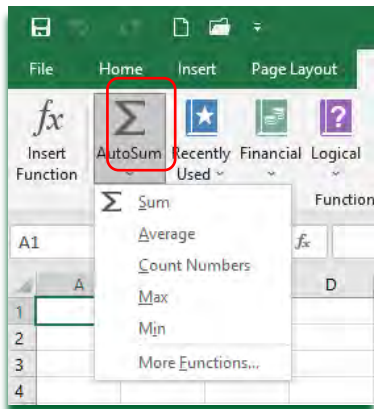 File Home Insert Page Layout
fx
Σ
?
Insert Function
AutoSum
Recently Used
Financial
Logical
Function
Σ Sum
Average
Count Numbers
Max
Min
More Functions...
A1
fx
A
D
1
2
3
4